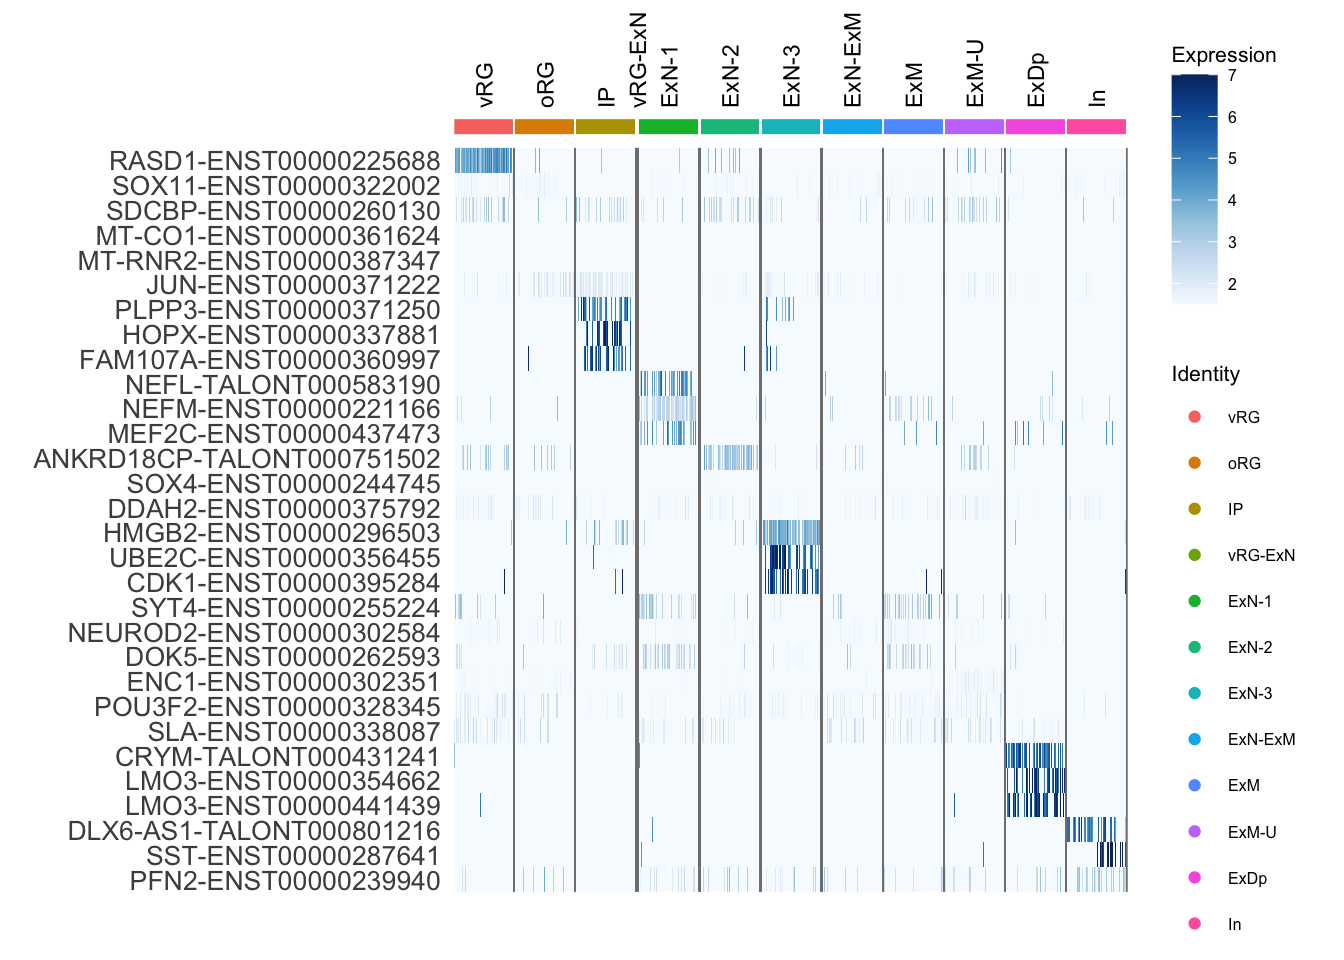 vRG
oRG
IP
vRG-ExN
ExN-1
ExN-2
ExN-3
ExN-ExM
ExM
ExM-U
ExDp
In
RASD1-ENST00000225688
SOX11-ENST00000322002
SDCBP-ENST00000260130
MT-CO1-ENST00000361624
MT-RNR2-ENST00000387347
JUN-ENST00000371222
PLPP3-ENST00000371250
HOPX-ENST00000337881
FAM107A-ENST00000360997
NEFL-TALONT000583190
NEFM-ENST00000221166
MEF2C-ENST00000437473
ANKRD18CP-TALONT000751502
SOX4-ENST00000244745
DDAH2-ENST00000375792
HMGB2-ENST00000296503
UBE2C-ENST00000356455
CDK1-ENST00000395284
SYT4-ENST00000255224
NEUROD2-ENST00000302584
DOK5-ENST00000262593
ENC1-ENST00000302351
POU3F2-ENST00000328345
SLA-ENST00000338087
CRYM-TALONT000431241
LMO3-ENST00000354662
LMO3-ENST00000441439
DLX6-AS1-TALONT000801216
SST-ENST00000287641
PFN2-ENST00000239940
Expression
7
6
5
4
3
2
Identity
vRG
oRG
IP
vRG-ExN
ExN-1
ExN-2
ExN-3
ExN-ExM
ExM
ExM-U
ExDp
In